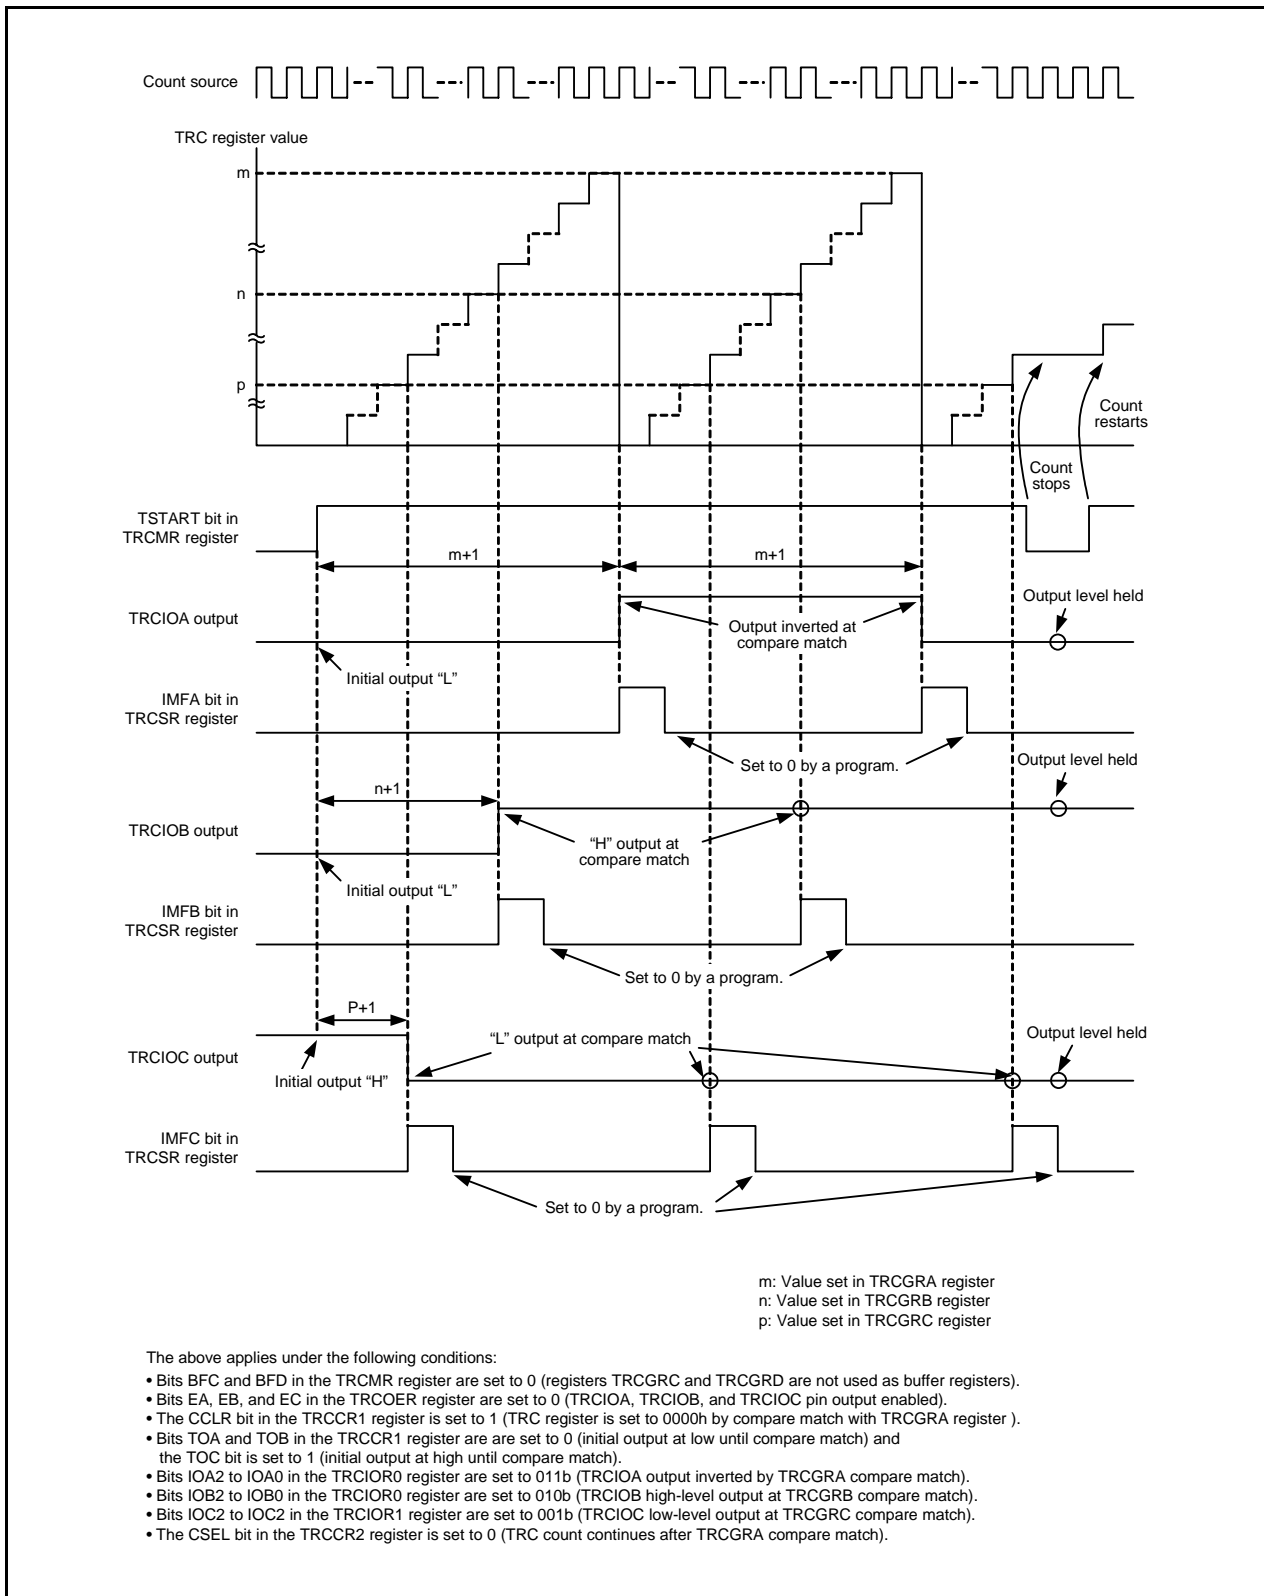 Count source
TRC register value
m
n
p
Count
restarts
Count
stops
TSTART bit in
TRCMR register
m+1
m+1
TRCIOA output
Output inverted at
compare match
Output level held
Initial output “L”
IMFA bit in
TRCSR register
Set to 0 by a program.
Output level held
n+1
TRCIOB output
“H” output at
compare match
Initial output “L”
IMFB bit in
TRCSR register
Set to 0 by a program.
P+1
“L” output at compare match
Output level held
TRCIOC output
Initial output “H”
IMFC bit in
TRCSR register
Set to 0 by a program.
m: Value set in TRCGRA register
n: Value set in TRCGRB register
p: Value set in TRCGRC register
The above applies under the following conditions:
• Bits BFC and BFD in the TRCMR register are set to 0 (registers TRCGRC and TRCGRD are not used as buffer registers).
• Bits EA, EB, and EC in the TRCOER register are set to 0 (TRCIOA, TRCIOB, and TRCIOC pin output enabled).
• The CCLR bit in the TRCCR1 register is set to 1 (TRC register is set to 0000h by compare match with TRCGRA register ).
• Bits TOA and TOB in the TRCCR1 register are are set to 0 (initial output at low until compare match) and
the TOC bit is set to 1 (initial output at high until compare match).
• Bits IOA2 to IOA0 in the TRCIOR0 register are set to 011b (TRCIOA output inverted by TRCGRA compare match).
• Bits IOB2 to IOB0 in the TRCIOR0 register are set to 010b (TRCIOB high-level output at TRCGRB compare match).
• Bits IOC2 to IOC2 in the TRCIOR1 register are set to 001b (TRCIOC low-level output at TRCGRC compare match).
• The CSEL bit in the TRCCR2 register is set to 0 (TRC count continues after TRCGRA compare match).